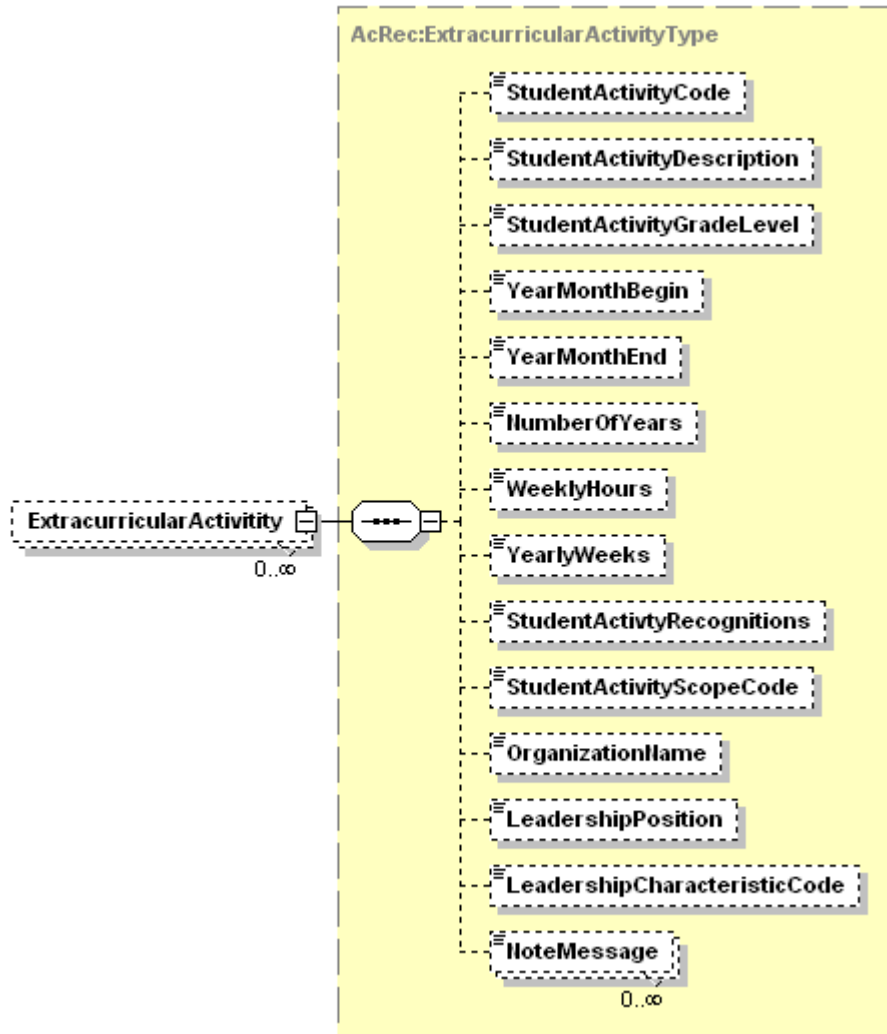 AcRec:ExtracurricularActivityType
StudentActivityCode
StudentActivityDescription
StudentActivityGradeLevel
YearMonthBegin
YearMonthEnd
NumberOfYears
WeeklyHours
ExtracurricularActivitity
0..∞
YearlyWeeks
StudentActivtyRecognitions
StudentActivityScopeCode
OrganizationName
LeadershipPosition
LeadershipCharacteristicCode
NoteMessage
0..∞